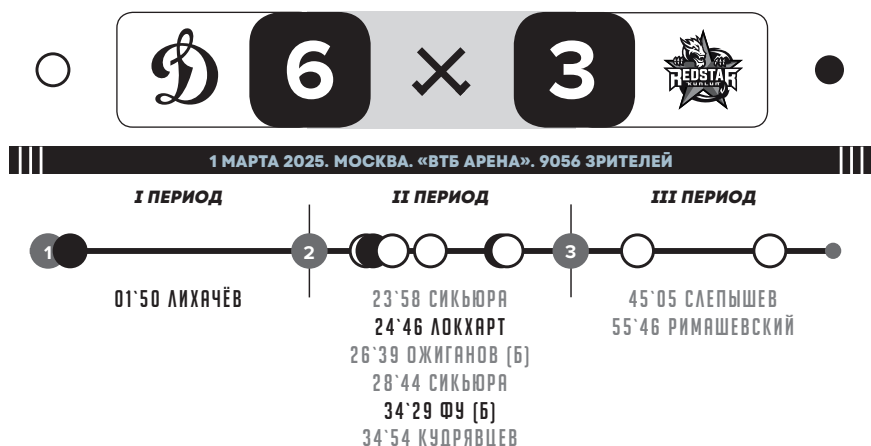 6
3
REDSTAR
KUNLUN
1 МАРТА 2025. МОСКВА. «ВТБ АРЕНА». 9056 ЗРИТЕЛЕЙ
I ПЕРИОД
II ПЕРИОД
III ПЕРИОД
1
2
3
01`50 ЛИХАЧЁВ
23`58 СИКЬЮРА
24`46 ЛОКХАРТ
26`39 ОЖИГАНОВ (Б)
28`44 СИКЬЮРА
34`29 ФУ (Б)
34`54 КУДРЯВЦЕВ
45`05 СЛЕПЫШЕВ
55`46 РИМАШЕВСКИЙ